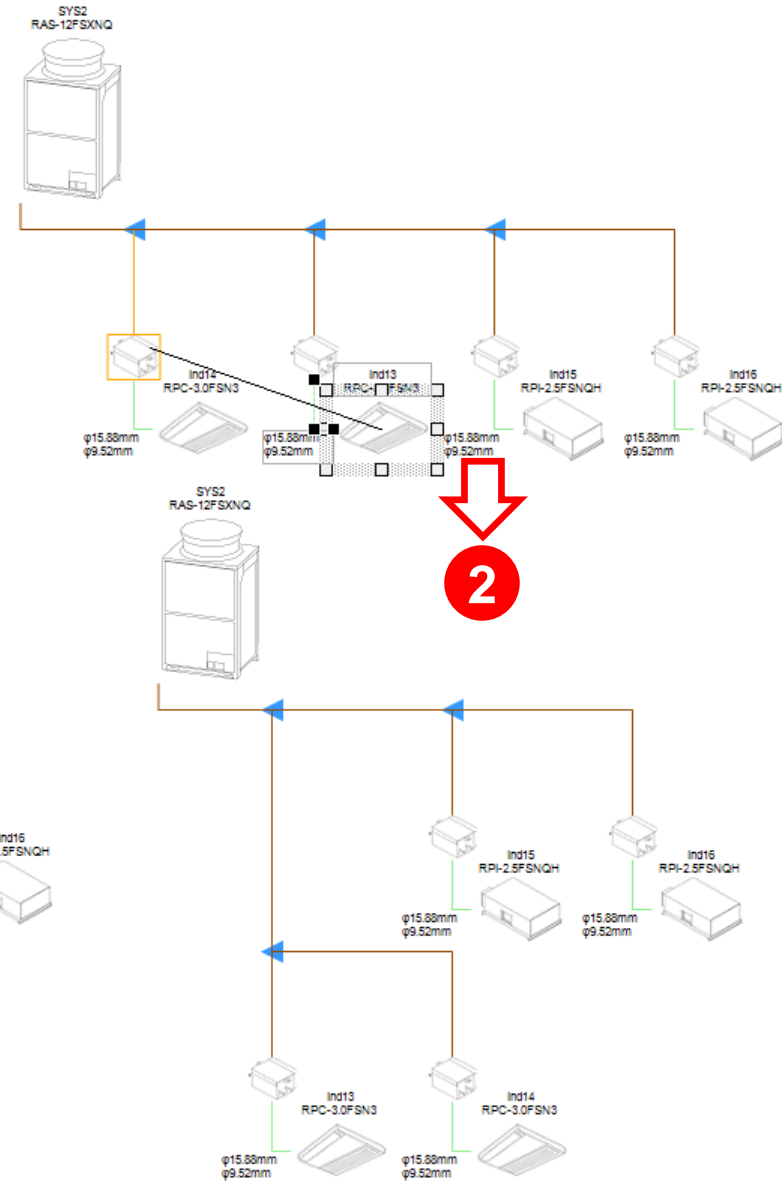 SYS2
RAS-12FSXNQ
Ind14
RPC-3.0FSN3
φ15.88mm
φ9.52mm
Ind13
φ15.88mm
φ9.52mm
Ind15
RPI-2.5FSNQH
φ15.88mm
φ9.52mm
Ind16
RPI-2.5FSNQH
φ15.88mm
φ9.52mm
2
SYS2
RAS-12FSXNQ
nd16
.5FSNQH
Ind15
RPI-2.5FSNQH
φ15.88mm
φ9.52mm
Ind16
RPI-2.5FSNQH
φ15.88mm
φ9.52mm
Ind13
RPC-3.0FSN3
φ15.88mm
φ9.52mm
Ind14
RPC-3.0FSN3
φ15.88mm
φ9.52mm